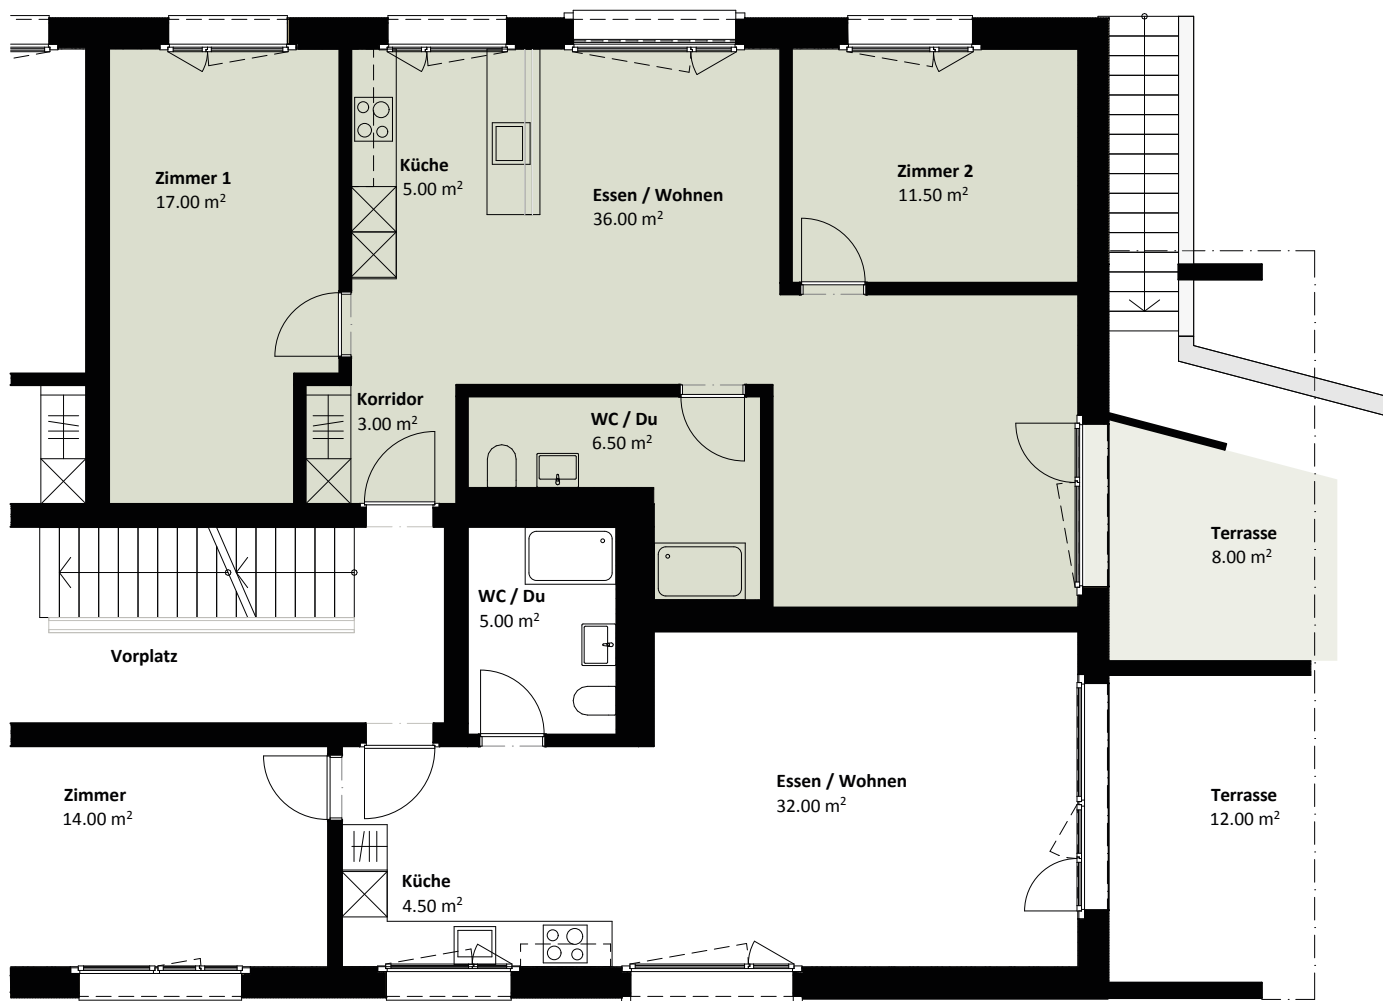 Zimmer 1
17.00 m²
Küche
5.00 m²
Essen / Wohnen
36.00 m²
Zimmer 2
11.50 m²
Korridor
3.00 m²
WC / Du
6.50 m²
Terrasse
8.00 m²
WC / Du
5.00 m²
Vorplatz
Zimmer
14.00 m²
Küche
4.50 m²
Essen / Wohnen
32.00 m²
Terrasse
12.00 m²